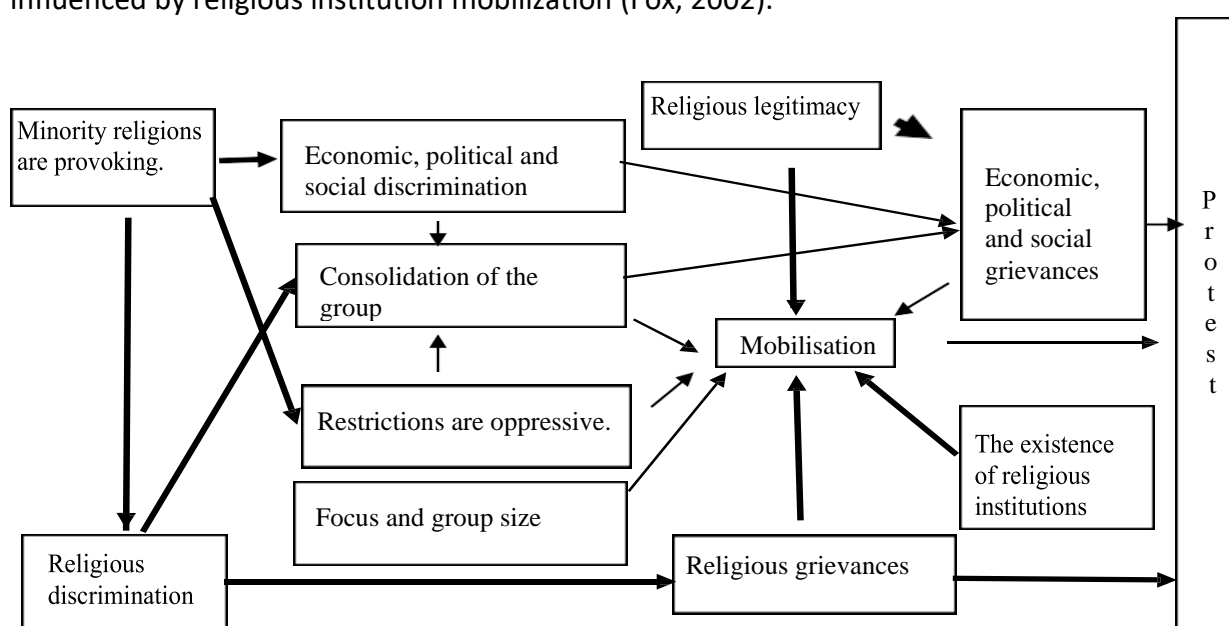 influenced by religious institution mobilization (Fox, 2002).
Minority religions
are provoking.
Economic, political and
social discrimination
Religious legitimacy
Economic,
political
and social
grievances
P
r
o
t
e
s
t
Consolidation of the
group
Mobilisation
Restrictions are oppressive.
The existence
of religious
institutions
Focus and group size
Religious
discrimination
Religious grievances